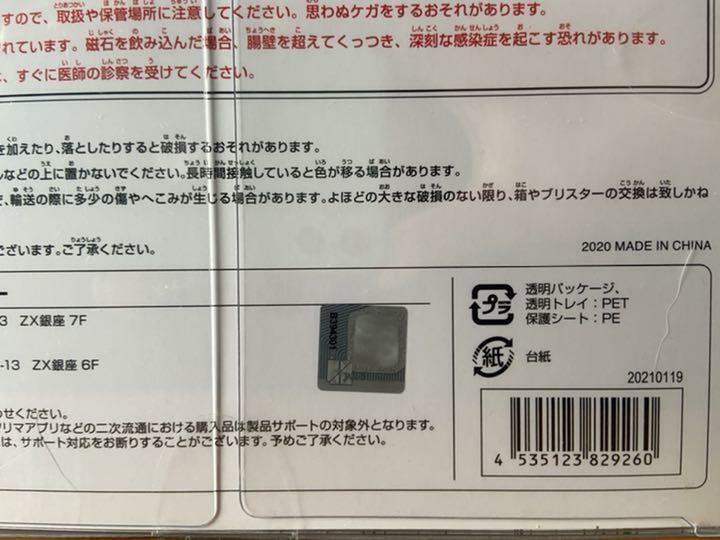 すので、取扱や保管場所に注意してください。思わぬケガをするおそれがあります。
されています。磁石を飲み込んだ場合、腸壁を超えてくっつき、深刻な感染症を起こす恐れがあります。
、すぐに医師の診察を受けてください。
を加えたり、落としたりすると破損するおそれがあります。
などの上に置かないでください。長時間接触していると色が移る場合があります。
、輸送の際に多少の傷やへこみが生じる場合があります。よほどの大きな破損のない限り、箱やブリスターの交換は致しかね
ございます。ご了承ください。
2020 MADE IN CHINA
3 ZX銀座 7F
-13 ZX銀座 6F
B394301
プラ
透明パッケージ、
透明トレイ：PET
保護シート：PE
紙
台紙
20210119
わせください。
フリマアプリなどの二次流通における購入品は製品サポートの対象外となります。
は、サポート対応をお断りすることがございます。予めご了承ください。
4 535123 829260